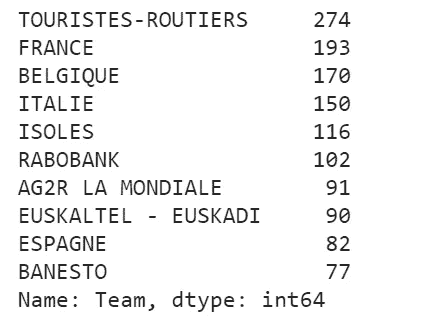 TOURISTES-ROUTIERS 274
FRANCE 193
BELGIQUE 170
ITALIE 150
ISOLES 116
RABOBANK 102
AG2R LA MONDIALE 91
EUSKALTEL - EUSKADI 90
ESPAGNE 82
BANESTO 77
Name: Team, dtype: int64